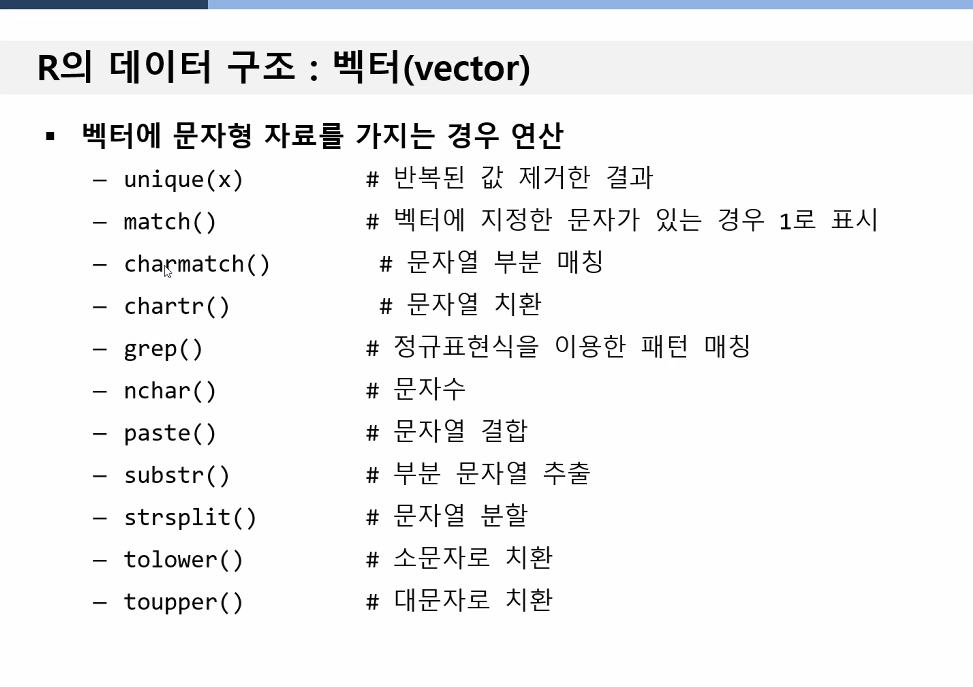 R의 데이터 구조 : 벡터(vector)
▪ 벡터에 문자형 자료를 가지는 경우 연산
– unique(x) # 반복된 값 제거한 결과
– match() # 벡터에 지정한 문자가 있는 경우 1로 표시
– charmatch() # 문자열 부분 매칭
– chartr() # 문자열 치환
– grep() # 정규표현식을 이용한 패턴 매칭
– nchar() # 문자수
– paste() # 문자열 결합
– substr() # 부분 문자열 추출
– strsplit() # 문자열 분할
– tolower() # 소문자로 치환
– toupper() # 대문자로 치환